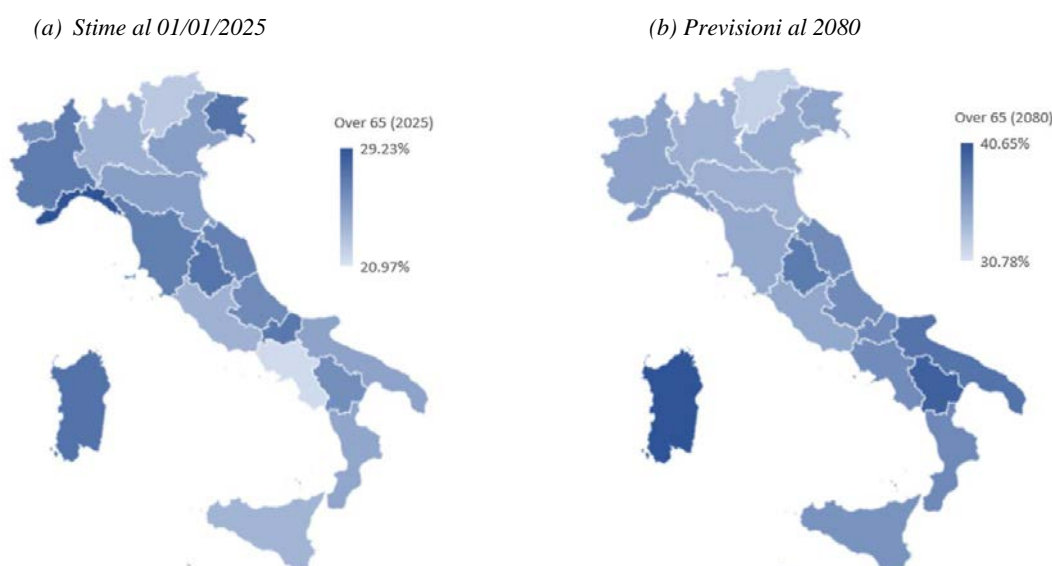 (a) Stime al 01/01/2025
(b) Previsioni al 2080
Over 65 (2025)
29.23%
20.97%
Over 65 (2080)
40.65%
30.78%